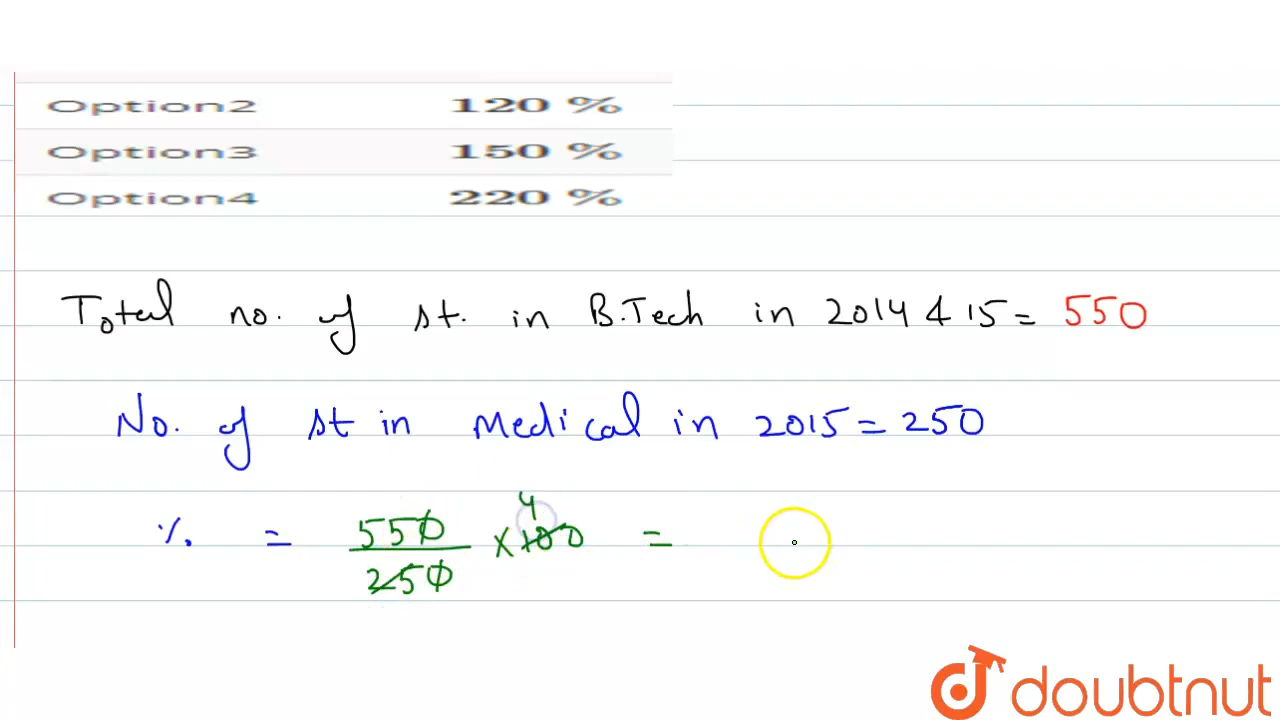 Option2 120 %
Option3 150 %
Option4 220 %
Total no. of st. in B.Tech in 2014 & 15 = 550
No. of st in Medical in 2015 = 250
% = 550/250 × 100 =
4
doubtnut